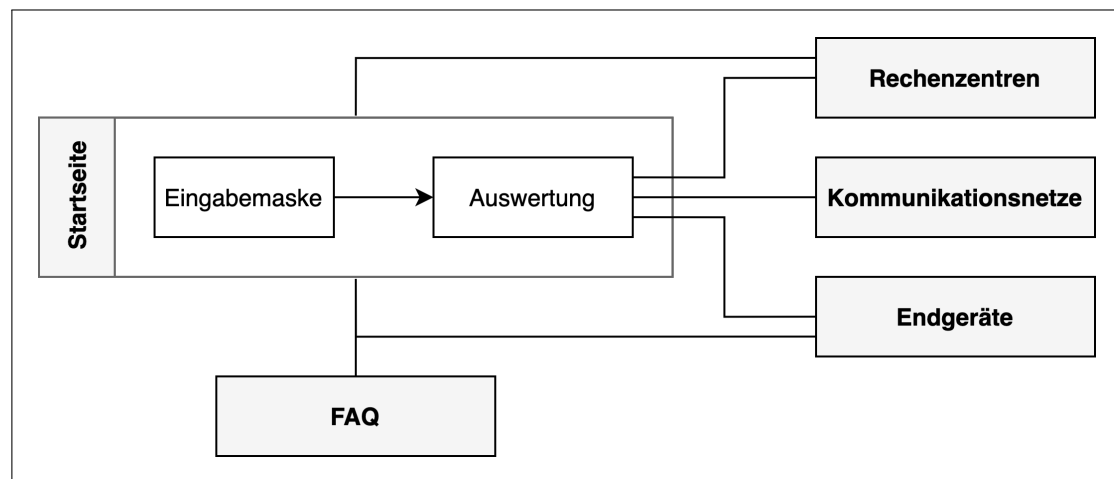 Rechenzentren
Startseite
Eingabemaske
Auswertung
Kommunikationsnetze
Endgeräte
FAQ